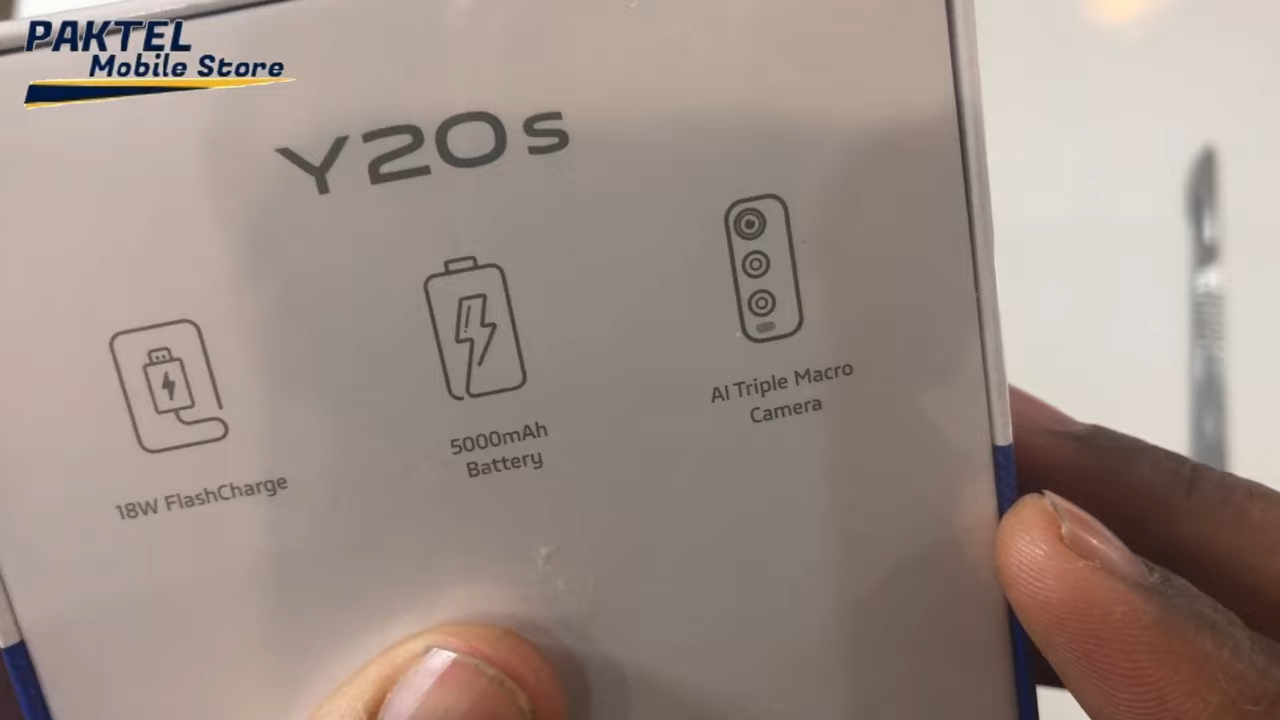 PAKTEL
Mobile Store
Y20s
18W FlashCharge
5000mAh
Battery
AI Triple Macro
Camera